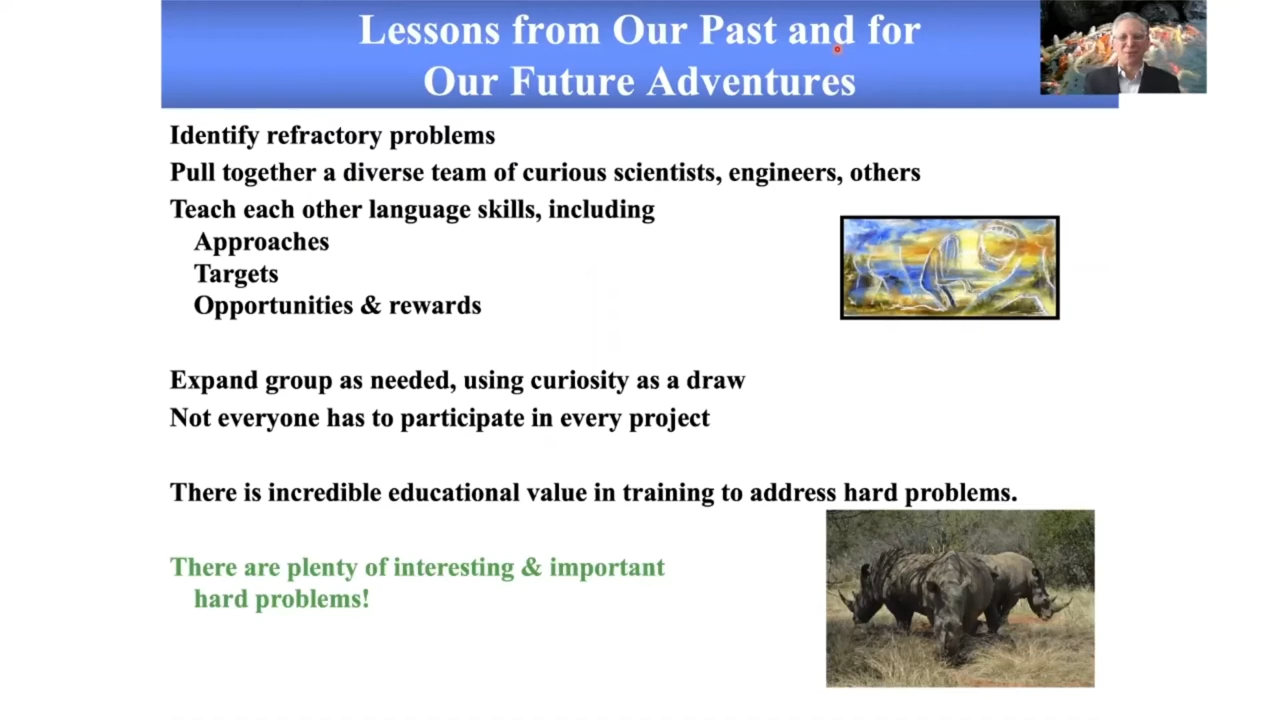 Lessons from Our Past and for
Our Future Adventures
Identify refractory problems
Pull together a diverse team of curious scientists, engineers, others
Teach each other language skills, including
Approaches
Targets
Opportunities & rewards
Expand group as needed, using curiosity as a draw
Not everyone has to participate in every project
There is incredible educational value in training to address hard problems.
There are plenty of interesting & important
hard problems!